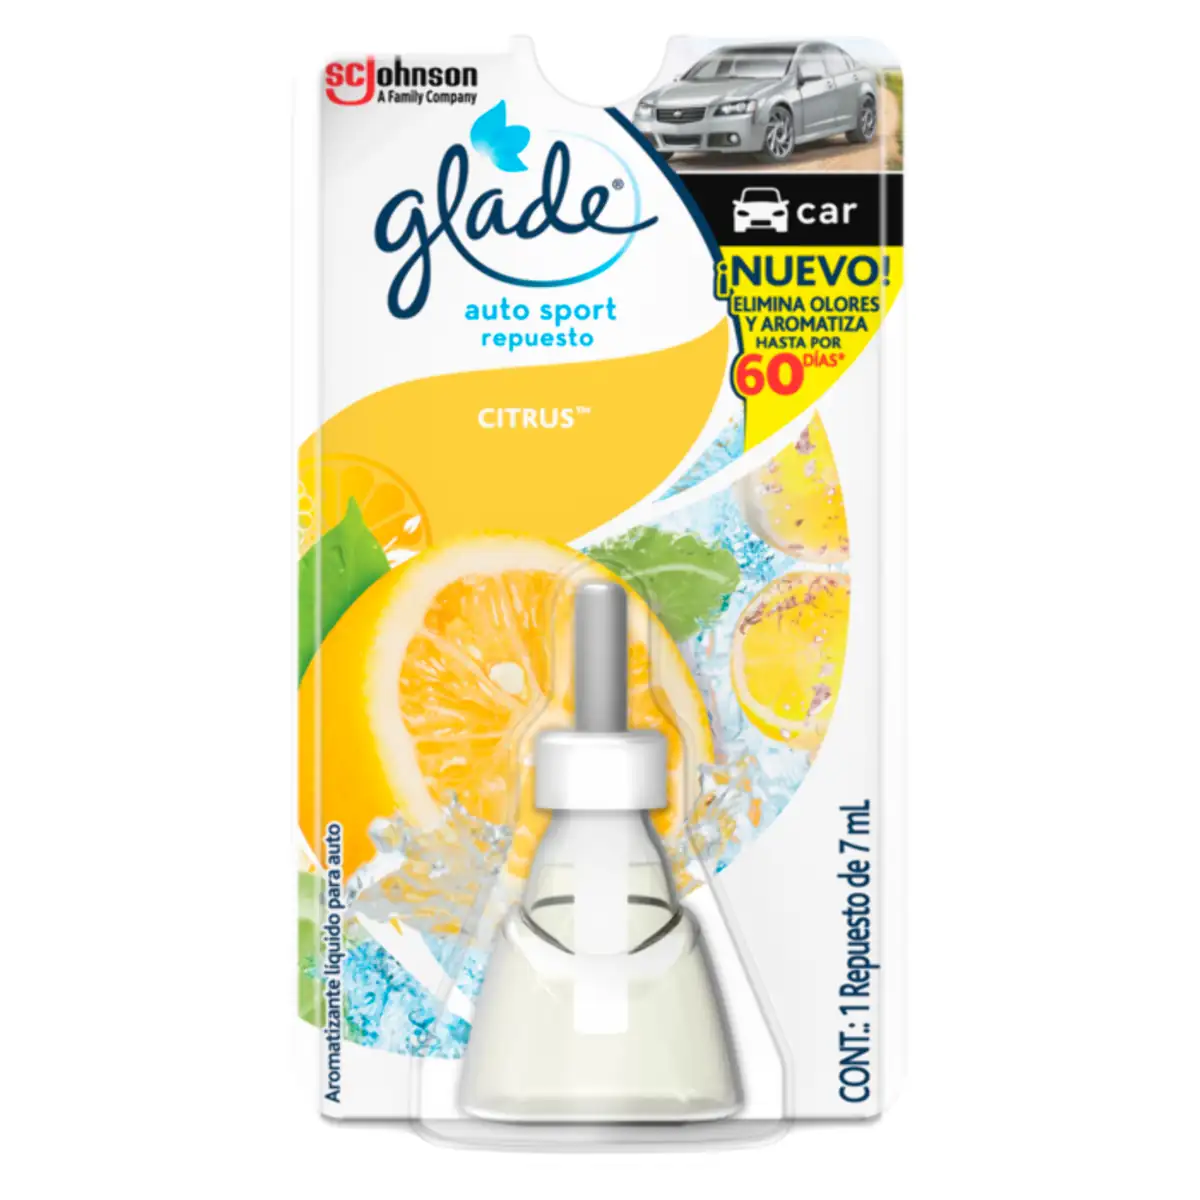 SCJohnson
A Family Company
glade®
auto sport
repuesto
CITRUS™
car
¡NUEVO!
ELIMINA OLORES
Y AROMATIZA
HASTA POR
60 DÍAS*
Aromatizante líquido para auto
CONT.: 1 Repuesto de 7 mL